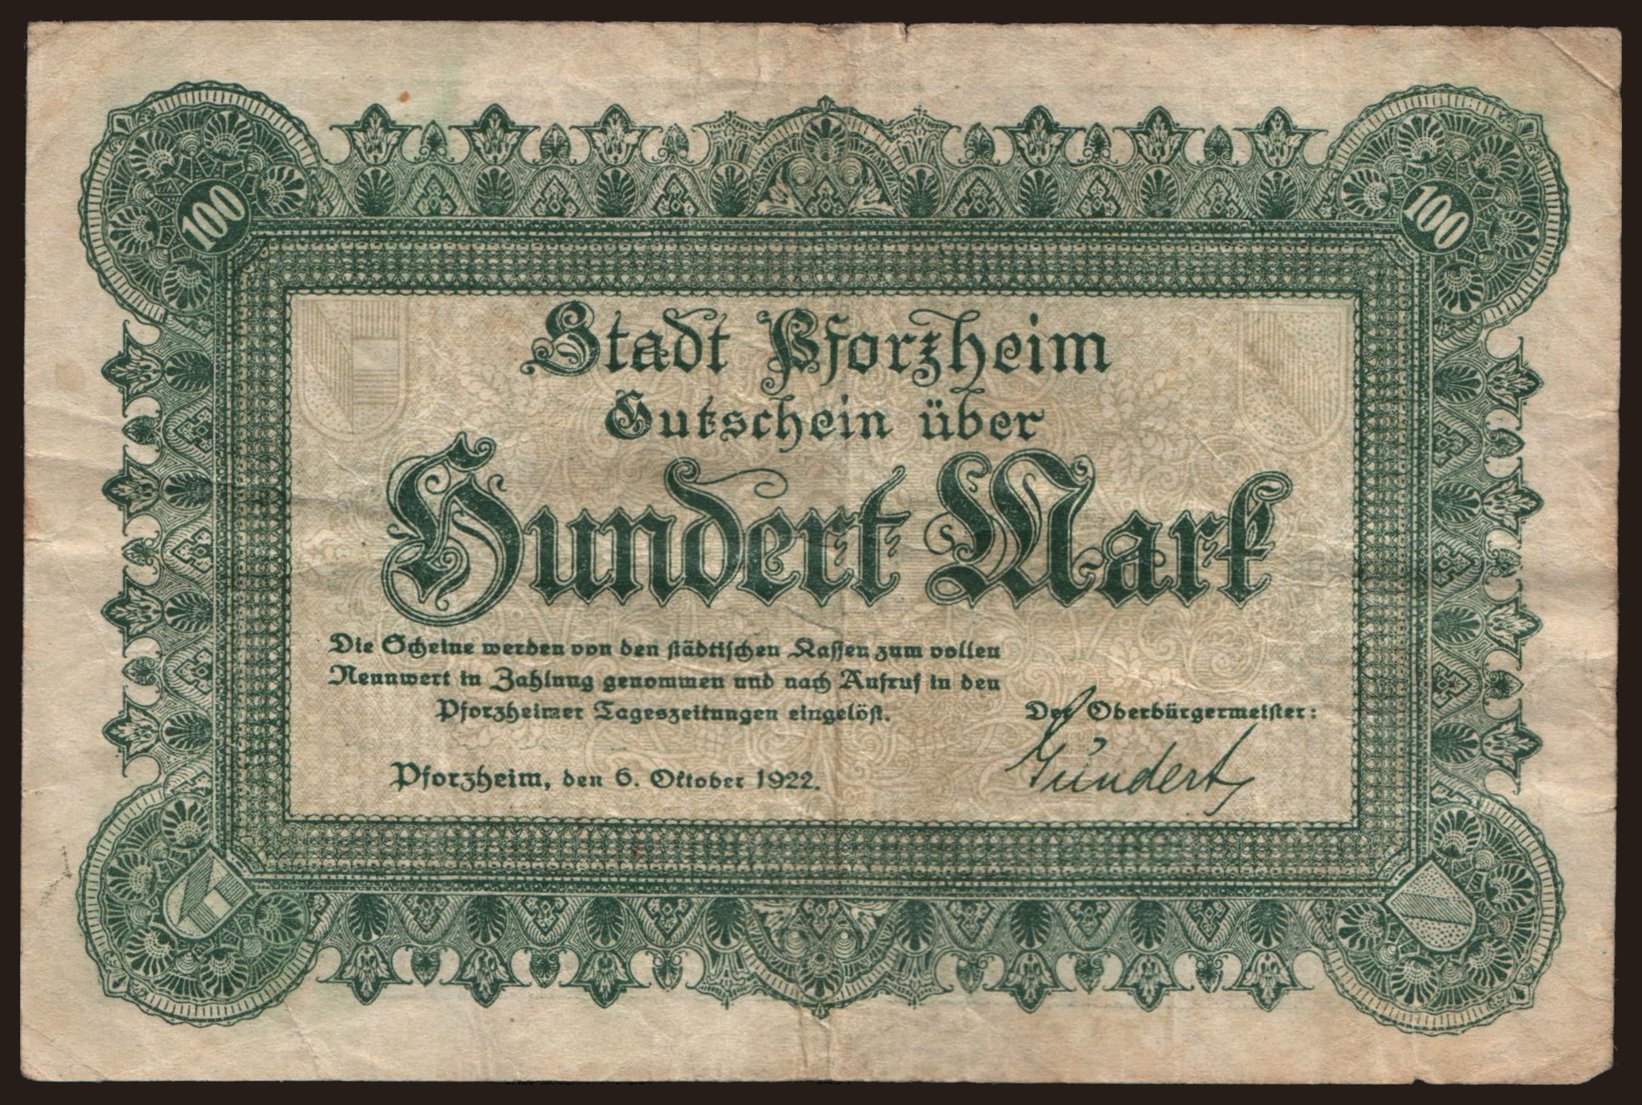 100
100
Stadt Pforzheim
Gutschein über
Hundert Mark
Die Scheine werden von den städtischen Kassen zum vollen
Nennwert in Zahlung genommen und nach Aufruf in den
Pforzheimer Tageszeitungen eingelöst.
Der Oberbürgermeister:
Gündert
Pforzheim, den 6. Oktober 1922.